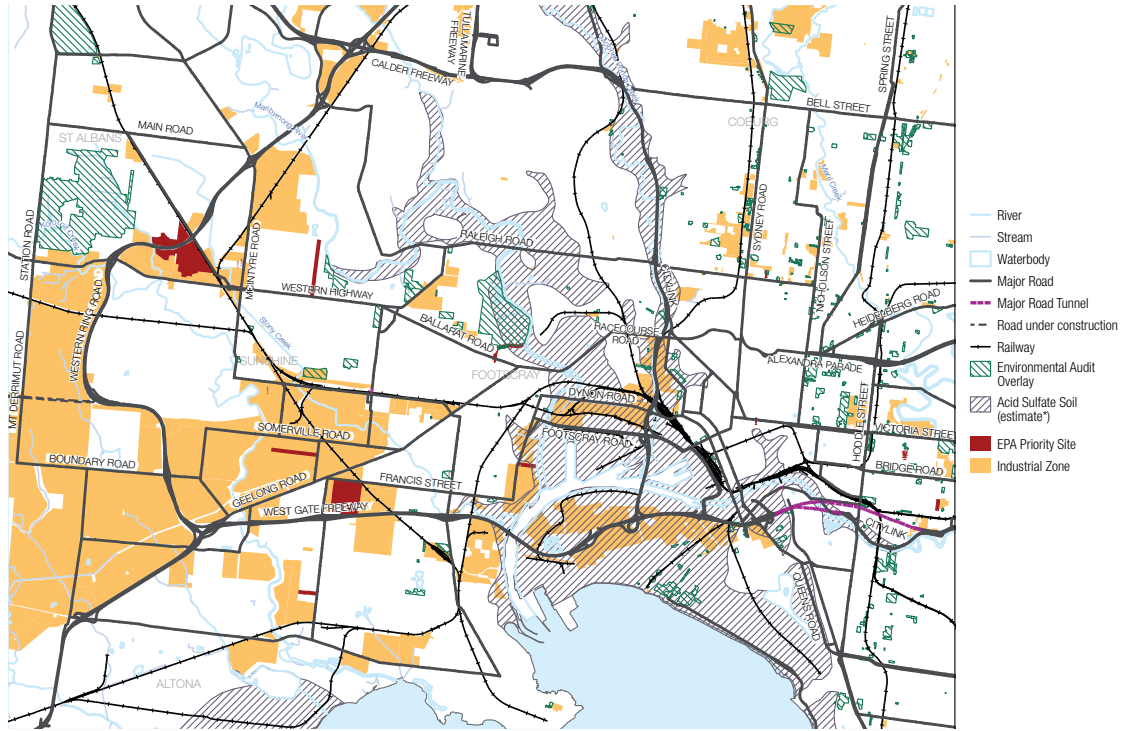 TULLAMARINE
FREEWAY
CALDER FREEWAY
SPRING STREET
BELL STREET
COBURG
MAIN ROAD
ST ALBANS
Merri Creek
STATION ROAD
SYDNEY ROAD
NICHOLSON STREET
RALEIGH ROAD
MCINTYRE ROAD
CITYLINK
WESTERN HIGHWAY
WESTERN RING ROAD
HEIDELBERG ROAD
BALLARAT ROAD
RACECOURSE
ROAD
Stony Creek
SUNSHINE
FOOTSCRAY
ALEXANDRA PARADE
MT DERRIMUT ROAD
DYNON ROAD
HODDLE STREET
SOMERVILLE ROAD
FOOTSCRAY ROAD
VICTORIA STREE
BOUNDARY ROAD
BRIDGE ROAD
GEELONG ROAD
FRANCIS STREET
WEST GATE FREEWAY
CITYLINK
QUEENS ROAD
ALTONA
River
Stream
Waterbody
Major Road
Major Road Tunnel
Road under construction
Railway
Environmental Audit
Overlay
Acid Sulfate Soil
(estimate*)
EPA Priority Site
Industrial Zone